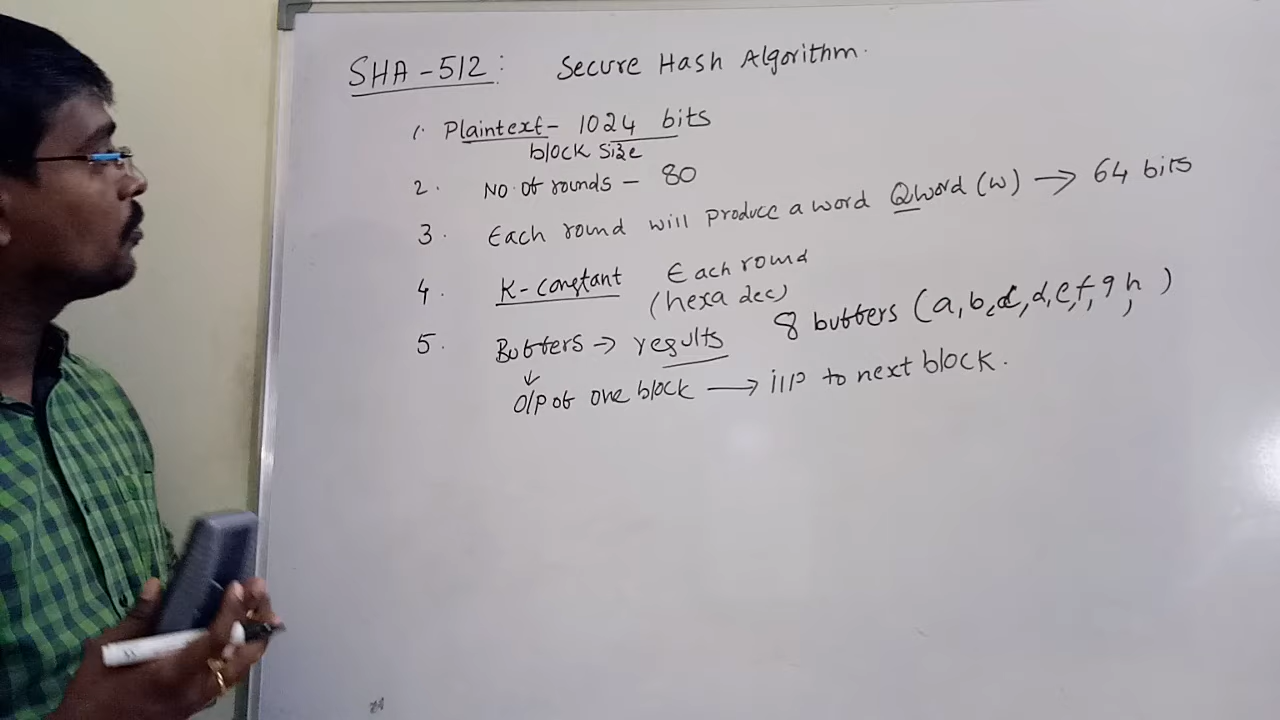 SHA-512: Secure Hash Algorithm.
1. Plaintext - 1024 bits
block size
2. No. of rounds - 80
3. Each round will produce a word Qword (w) → 64 bits
4. K-constant Each round
(hexa dec)
5. Buffers → results 8 buffers (a, b, c, d, e, f, g, h)
↓
O/P of one block → i/p to next block.